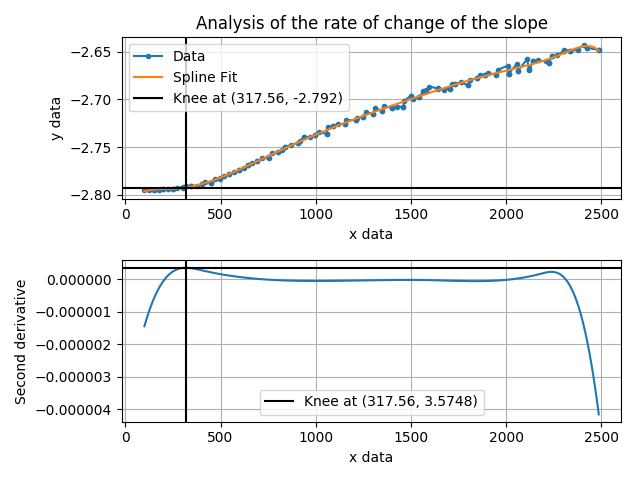 Analysis of the rate of change of the slope
y data
−2.65
−2.70
−2.75
−2.80
Data
Spline Fit
Knee at (317.56, -2.792)
0
500
1000
1500
2000
2500
x data
Second derivative
0.000000
−0.000001
−0.000002
−0.000003
−0.000004
Knee at (317.56, 3.5748)
0
500
1000
1500
2000
2500
x data